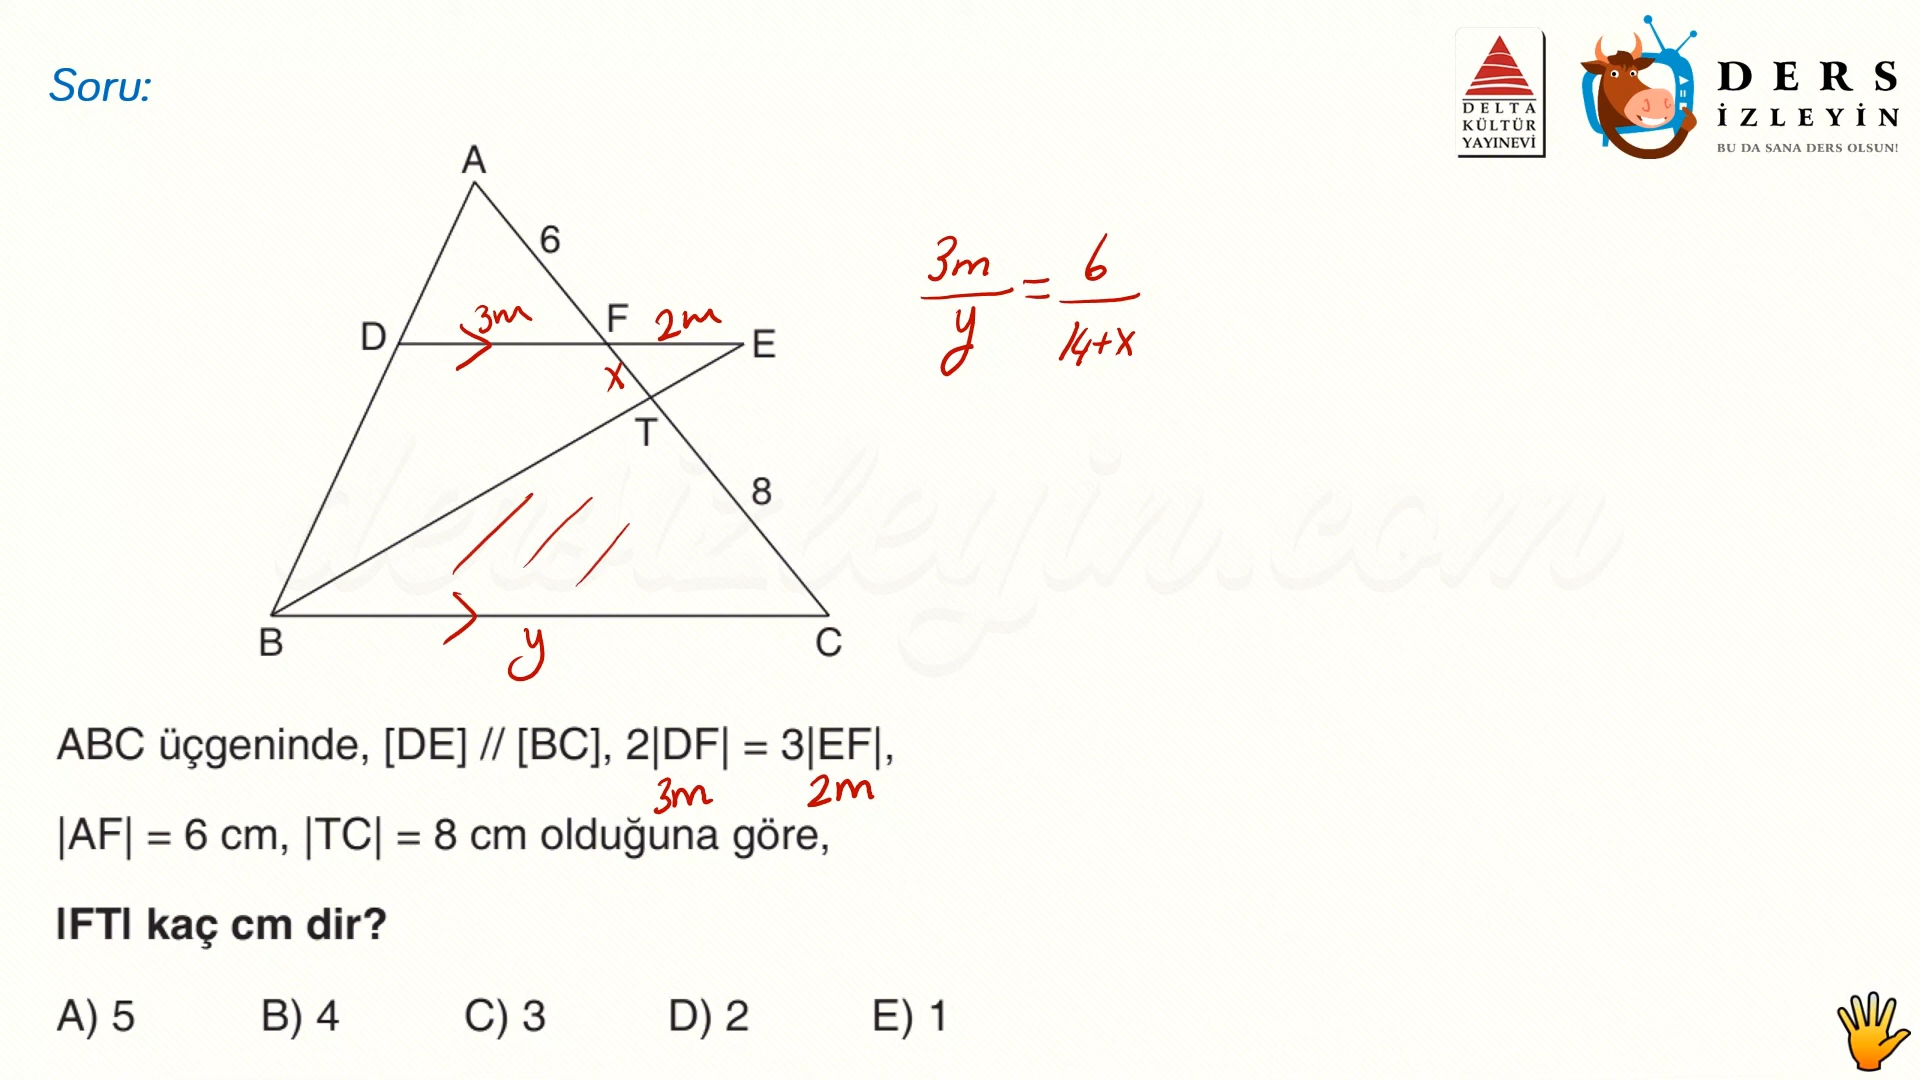 Soru:
DELTA
KÜLTÜR
YAYINEVİ
DERS
İZLEYİN
BU DA SANA DERS OLSUN!
A
6
D
3m
F
2m
E
x
T
8
B
y
C
3m/y = 6/14+x
dersizleyin.com
ABC üçgeninde, [DE] // [BC], 2|DF| = 3|EF|,
3m 2m
|AF| = 6 cm, |TC| = 8 cm olduğuna göre,
|FT| kaç cm dir?
A) 5 B) 4 C) 3 D) 2 E) 1